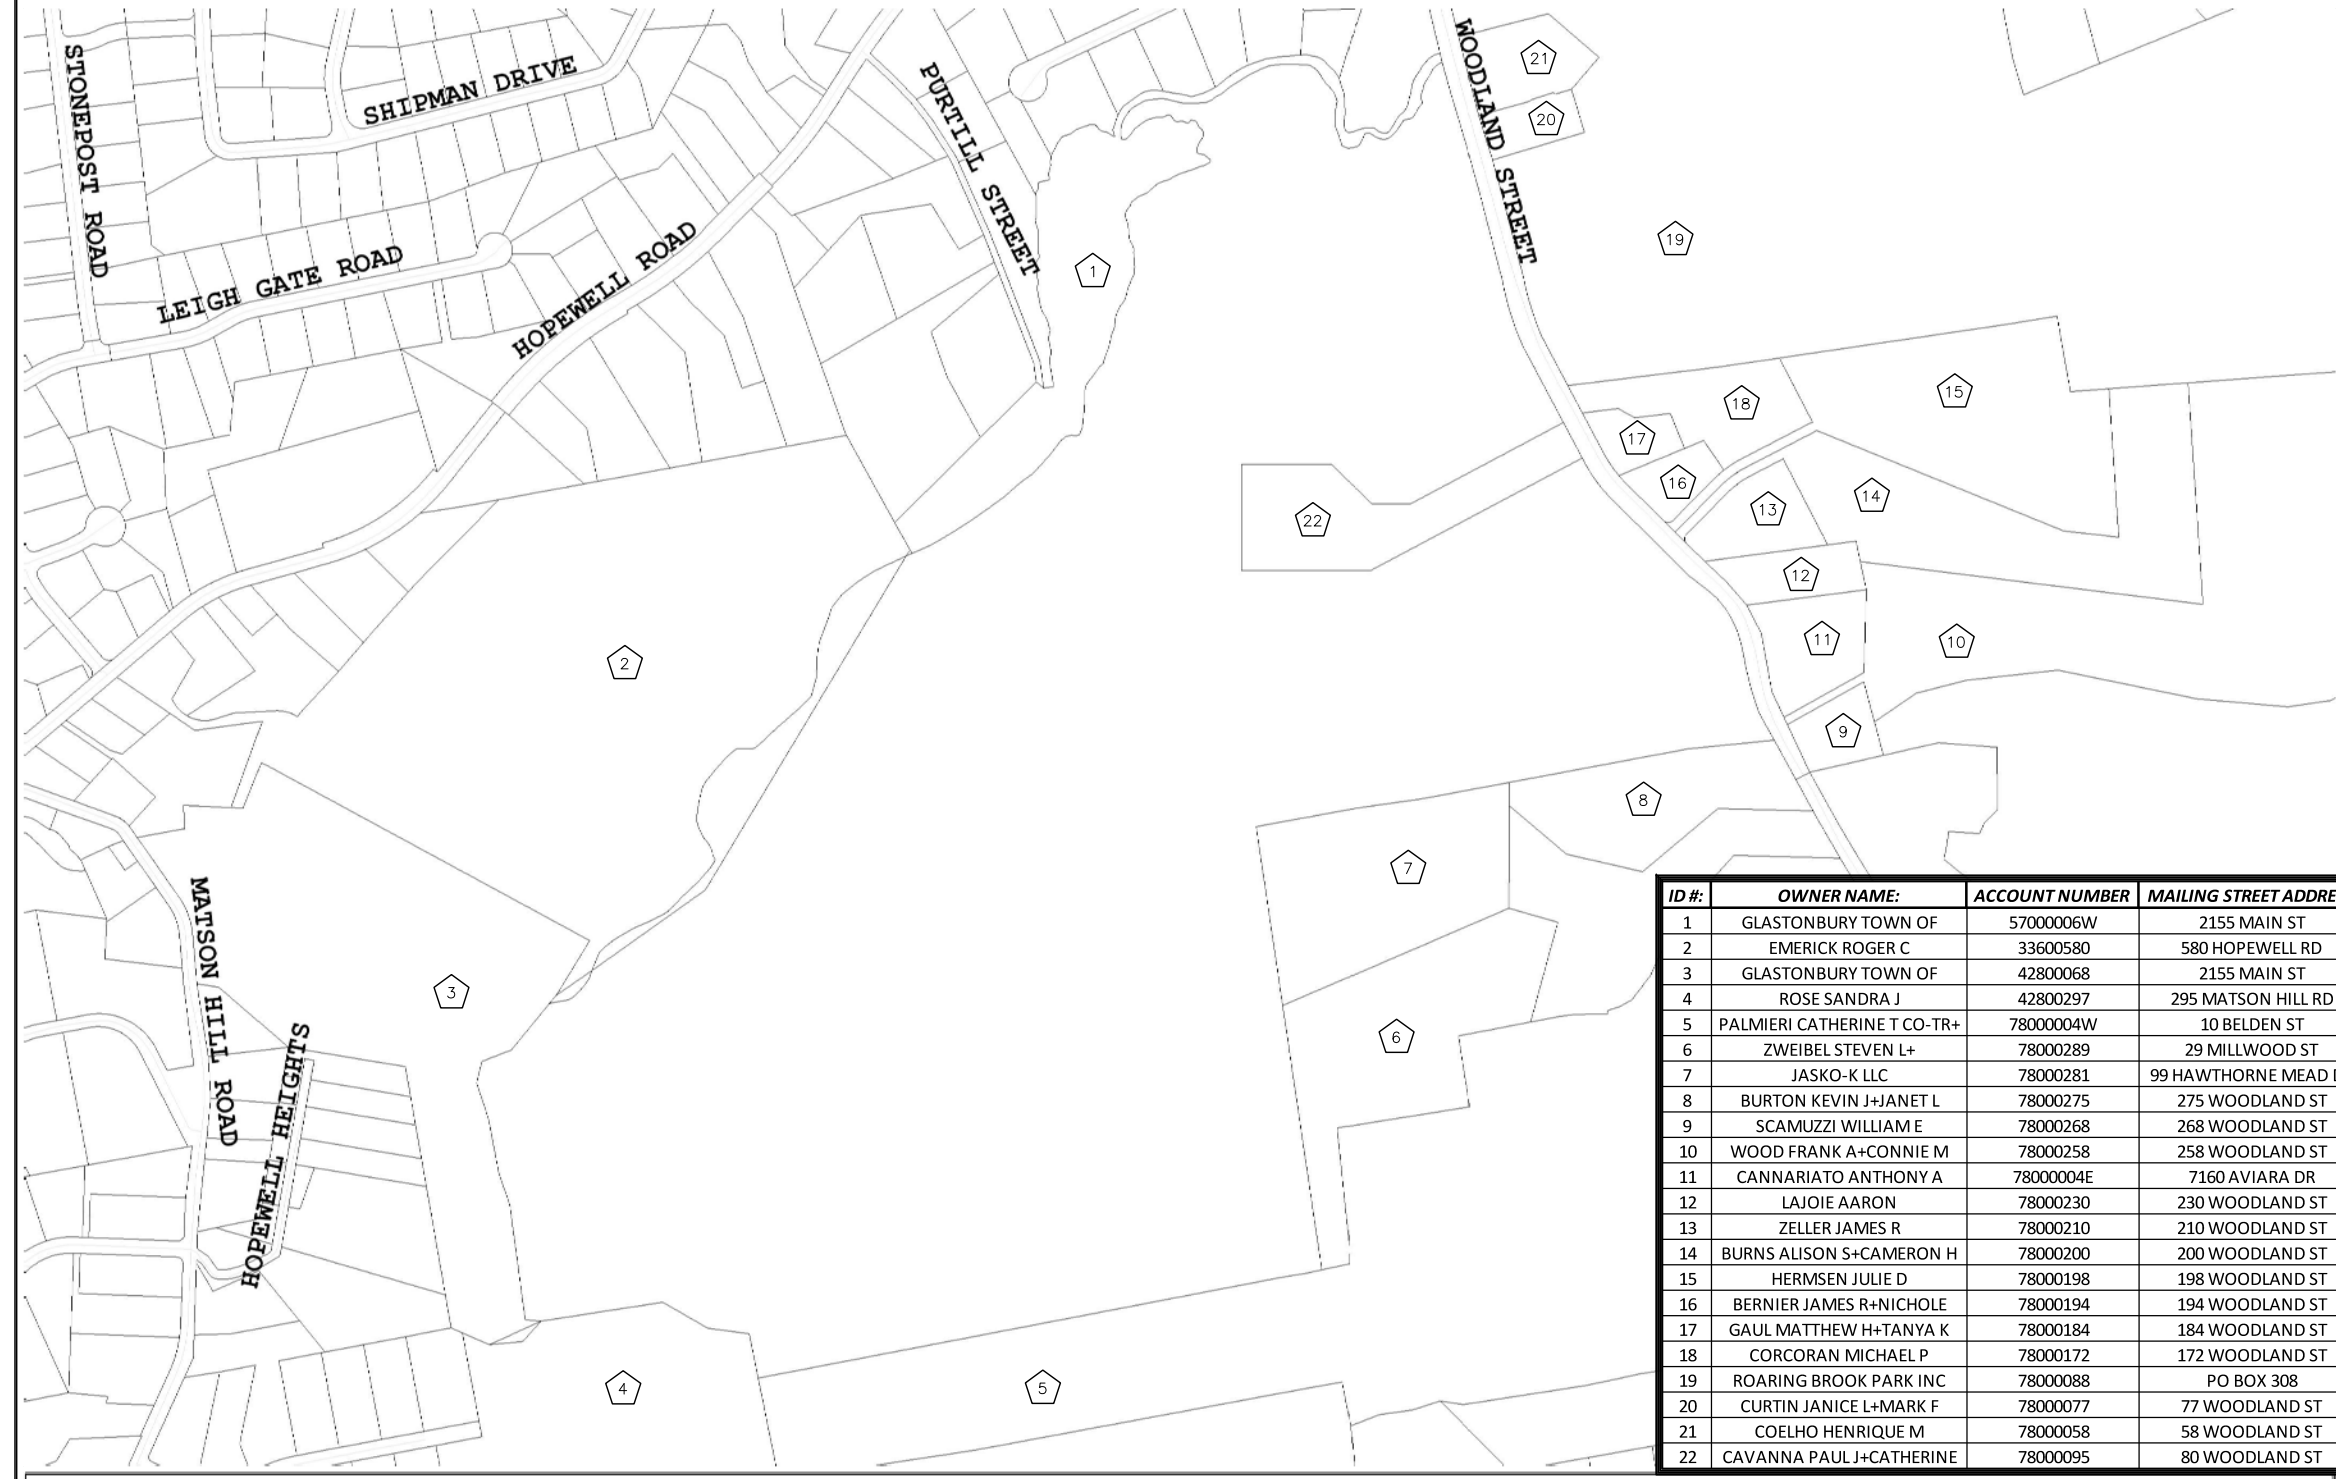 STONEPOST ROAD
SHIPMAN DRIVE
PURTILL STREET
WOODLAND STREET
LEIGH GATE ROAD
HOPEWELL ROAD
MATSON HILL ROAD
HOPEWELL HEIGHTS
21
20
19
1
18
15
17
16
14
13
22
12
11
10
2
9
8
7
3
6
4
5
ID #: OWNER NAME: ACCOUNT NUMBER MAILING STREET ADDRE
1 GLASTONBURY TOWN OF 57000006W 2155 MAIN ST
2 EMERICK ROGER C 33600580 580 HOPEWELL RD
3 GLASTONBURY TOWN OF 42800068 2155 MAIN ST
4 ROSE SANDRA J 42800297 295 MATSON HILL RD
5 PALMIERI CATHERINE T CO-TR+ 78000004W 10 BELDEN ST
6 ZWEIBEL STEVEN L+ 78000289 29 MILLWOOD ST
7 JASKO-K LLC 78000281 99 HAWTHORNE MEAD
8 BURTON KEVIN J+JANET L 78000275 275 WOODLAND ST
9 SCAMUZZI WILLIAM E 78000268 268 WOODLAND ST
10 WOOD FRANK A+CONNIE M 78000258 258 WOODLAND ST
11 CANNARIATO ANTHONY A 78000004E 7160 AVIARA DR
12 LAJOIE AARON 78000230 230 WOODLAND ST
13 ZELLER JAMES R 78000210 210 WOODLAND ST
14 BURNS ALISON S+CAMERON H 78000200 200 WOODLAND ST
15 HERMSEN JULIE D 78000198 198 WOODLAND ST
16 BERNIER JAMES R+NICHOLE 78000194 194 WOODLAND ST
17 GAUL MATTHEW H+TANYA K 78000184 184 WOODLAND ST
18 CORCORAN MICHAEL P 78000172 172 WOODLAND ST
19 ROARING BROOK PARK INC 78000088 PO BOX 308
20 CURTIN JANICE L+MARK F 78000077 77 WOODLAND ST
21 COELHO HENRIQUE M 78000058 58 WOODLAND ST
22 CAVANNA PAUL J+CATHERINE 78000095 80 WOODLAND ST